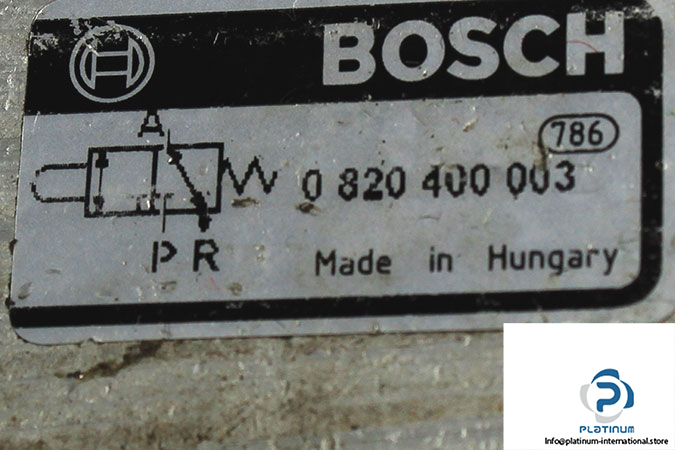 BOSCH
786
A
0 820 400 003
P R
Made in Hungary
PLATINUM
Info@platinum-international.store